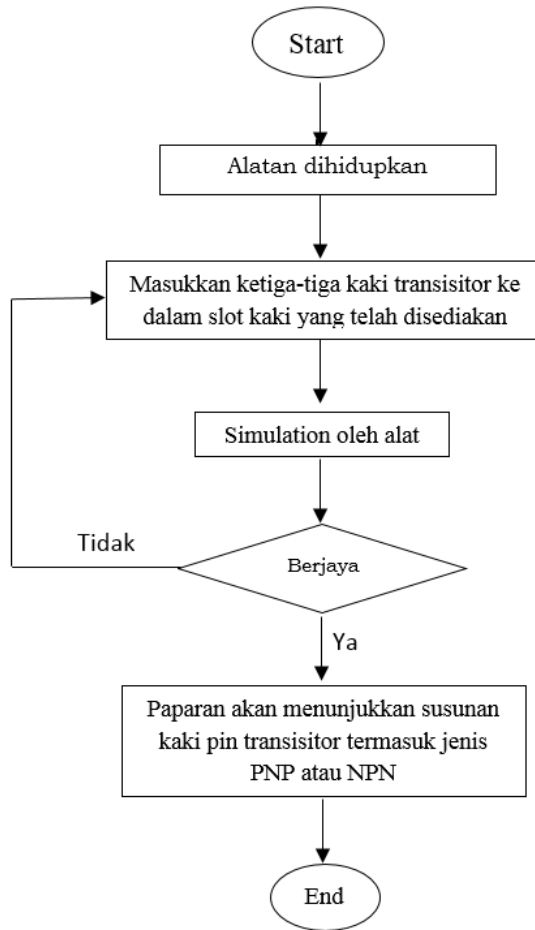 Start
Alatan dihidupkan
Masukkan ketiga-tiga kaki transisitor ke
dalam slot kaki yang telah disediakan
Simulation oleh alat
Tidak
Berjaya
Ya
Paparan akan menunjukkan susunan
kaki pin transisitor termasuk jenis
PNP atau NPN
End